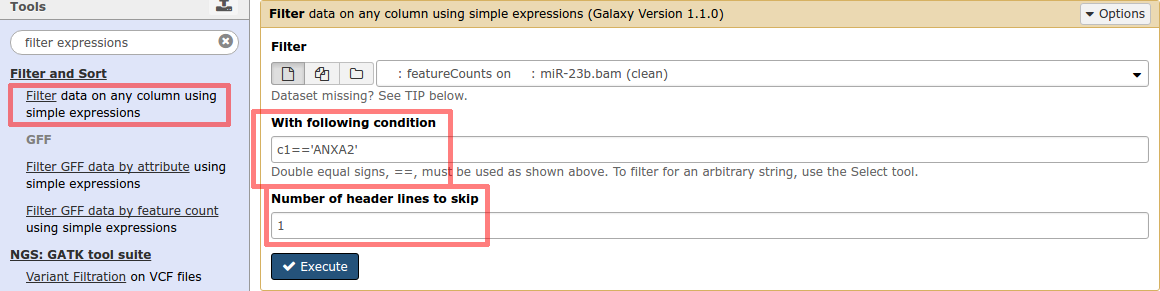 Tools
filter expressions
Filter and Sort
Filter data on any column using
simple expressions
GFF
Filter GFF data by attribute using
simple expressions
Filter GFF data by feature count
using simple expressions
NGS: GATK tool suite
Variant Filtration on VCF files
Filter data on any column using simple expressions (Galaxy Version 1.1.0)
Options
Filter
: featureCounts on : miR-23b.bam (clean)
Dataset missing? See TIP below.
With following condition
c1=='ANXA2'
Double equal signs, ==, must be used as shown above. To filter for an arbitrary string, use the Select tool.
Number of header lines to skip
1
Execute